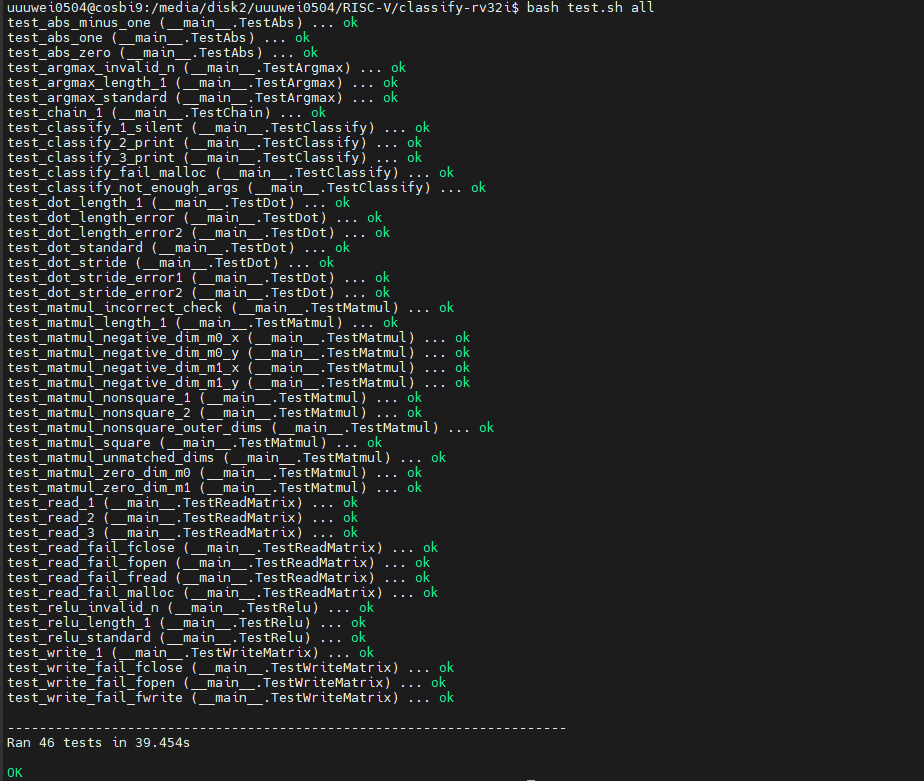 uuuwei0504@cosbi9:/media/disk2/uuuwei0504/RISC-V/classify-rv32i$ bash test.sh all
test_abs_minus_one (__main__.TestAbs) ... ok
test_abs_one (__main__.TestAbs) ... ok
test_abs_zero (__main__.TestAbs) ... ok
test_argmax_invalid_n (__main__.TestArgmax) ... ok
test_argmax_length_1 (__main__.TestArgmax) ... ok
test_argmax_standard (__main__.TestArgmax) ... ok
test_chain_1 (__main__.TestChain) ... ok
test_classify_1_silent (__main__.TestClassify) ... ok
test_classify_2_print (__main__.TestClassify) ... ok
test_classify_3_print (__main__.TestClassify) ... ok
test_classify_fail_malloc (__main__.TestClassify) ... ok
test_classify_not_enough_args (__main__.TestClassify) ... ok
test_dot_length_1 (__main__.TestDot) ... ok
test_dot_length_error (__main__.TestDot) ... ok
test_dot_length_error2 (__main__.TestDot) ... ok
test_dot_standard (__main__.TestDot) ... ok
test_dot_stride (__main__.TestDot) ... ok
test_dot_stride_error1 (__main__.TestDot) ... ok
test_dot_stride_error2 (__main__.TestDot) ... ok
test_matmul_incorrect_check (__main__.TestMatmul) ... ok
test_matmul_length_1 (__main__.TestMatmul) ... ok
test_matmul_negative_dim_m0_x (__main__.TestMatmul) ... ok
test_matmul_negative_dim_m0_y (__main__.TestMatmul) ... ok
test_matmul_negative_dim_m1_x (__main__.TestMatmul) ... ok
test_matmul_negative_dim_m1_y (__main__.TestMatmul) ... ok
test_matmul_nonsquare_1 (__main__.TestMatmul) ... ok
test_matmul_nonsquare_2 (__main__.TestMatmul) ... ok
test_matmul_nonsquare_outer_dims (__main__.TestMatmul) ... ok
test_matmul_square (__main__.TestMatmul) ... ok
test_matmul_unmatched_dims (__main__.TestMatmul) ... ok
test_matmul_zero_dim_m0 (__main__.TestMatmul) ... ok
test_matmul_zero_dim_m1 (__main__.TestMatmul) ... ok
test_read_1 (__main__.TestReadMatrix) ... ok
test_read_2 (__main__.TestReadMatrix) ... ok
test_read_3 (__main__.TestReadMatrix) ... ok
test_read_fail_fclose (__main__.TestReadMatrix) ... ok
test_read_fail_fopen (__main__.TestReadMatrix) ... ok
test_read_fail_fread (__main__.TestReadMatrix) ... ok
test_read_fail_malloc (__main__.TestReadMatrix) ... ok
test_relu_invalid_n (__main__.TestRelu) ... ok
test_relu_length_1 (__main__.TestRelu) ... ok
test_relu_standard (__main__.TestRelu) ... ok
test_write_1 (__main__.TestWriteMatrix) ... ok
test_write_fail_fclose (__main__.TestWriteMatrix) ... ok
test_write_fail_fopen (__main__.TestWriteMatrix) ... ok
test_write_fail_fwrite (__main__.TestWriteMatrix) ... ok
----------------------------------------------------------------------
Ran 46 tests in 39.454s
OK